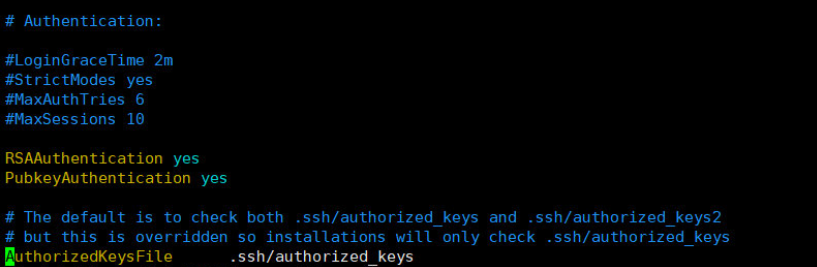 # Authentication:
#LoginGraceTime 2m
#StrictModes yes
#MaxAuthTries 6
#MaxSessions 10
RSAAuthentication yes
PubkeyAuthentication yes
# The default is to check both .ssh/authorized_keys and .ssh/authorized_keys2
# but this is overridden so installations will only check .ssh/authorized_keys
AuthorizedKeysFile      .ssh/authorized_keys